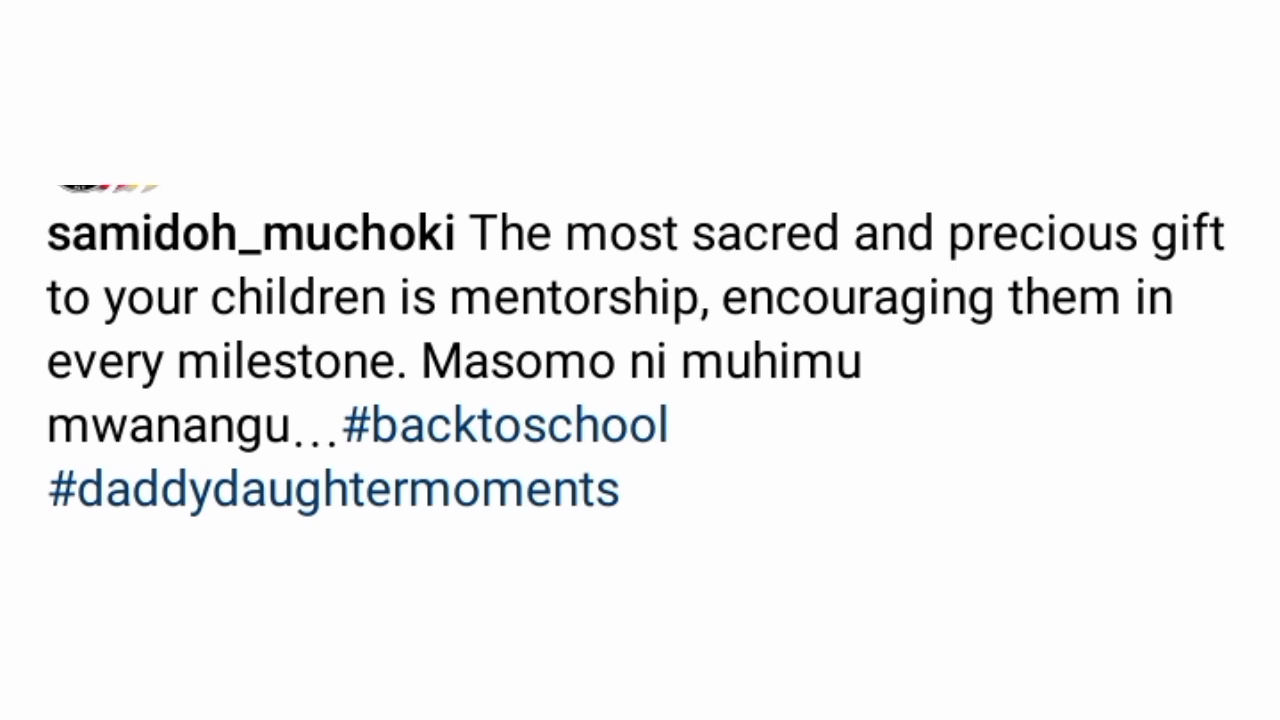 samidoh_muchoki The most sacred and precious gift
to your children is mentorship, encouraging them in
every milestone. Masomo ni muhimu
mwanangu...#backtoschool
#daddydaughtermoments